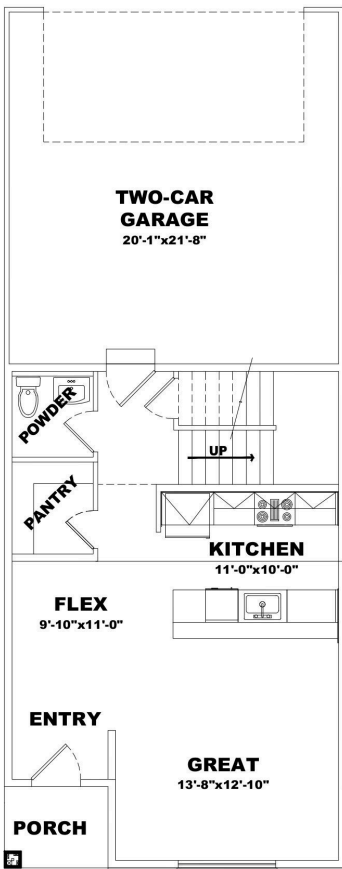 TWO-CAR
GARAGE
20'-1"x21'-8"
POWDER
UP
PANTRY
KITCHEN
11'-0"x10'-0"
FLEX
9'-10"x11'-0"
ENTRY
GREAT
13'-8"x12'-10"
PORCH